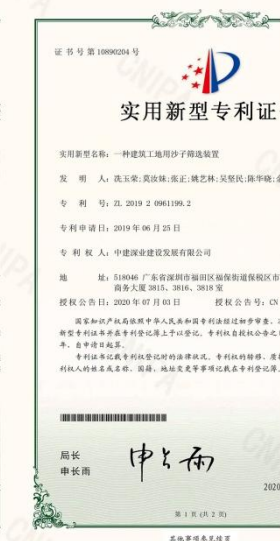 证书号第10890204号
实用新型专利证
实用新型名称：一种建筑工地用沙子筛选装置
发 明 人：冼玉荣;莫汝妹;张正;姚艺林;吴坚民;陈华晓;
专 利 号：ZL 2019 2 0961199.2
专利申请日：2019年06月25日
专 利 权 人：中建深业建设发展有限公司
地 址：518046 广东省深圳市福田区福保街道保税区市
商务大厦3815、3816、3818室
授权公告日：2020年07月03日 授权公告号：CN
国家知识产权局依照中华人民共和国专利法经过初步审查，
新型专利证书并在专利登记簿上予以登记。专利权自授权公告之
年，自申请日起算。
专利证书记载专利权登记时的法律状况。专利权的转移、质
利权人的姓名或名称、国籍、地址变更等事项记载在专利登记簿
局长
申长雨
申长雨
2020
第 1 页 (共 2 页)
其他事项参见续页
CNIPA